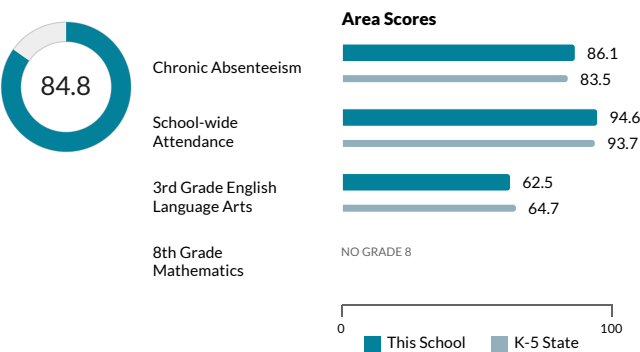 Area Scores
84.8
Chronic Absenteeism
86.1
83.5
School-wide
Attendance
94.6
93.7
3rd Grade English
Language Arts
62.5
64.7
8th Grade
Mathematics
NO GRADE 8
0
100
This School
K-5 State